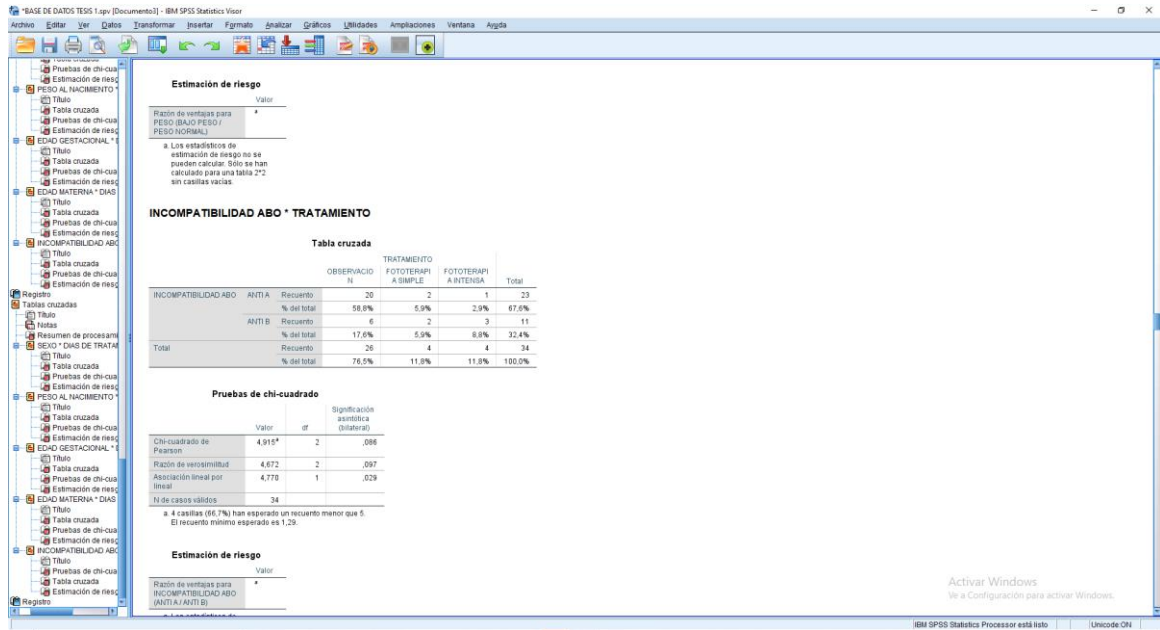 *BASE DE DATOS TESIS 1.spv [Documento3] - IBM SPSS Statistics Visor
Archivo Editar Ver Datos Transformar Insertar Formato Analizar Gráficos Utilidades Ampliaciones Ventana Ayuda
Pruebas de chi-cua
Estimación de riesg
PESO AL NACIMIENTO *
Título
Tabla cruzada
Pruebas de chi-cua
Estimación de riesg
EDAD GESTACIONAL * D
Título
Tabla cruzada
Pruebas de chi-cua
Estimación de riesg
EDAD MATERNA * DIAS
Título
Tabla cruzada
Pruebas de chi-cua
Estimación de riesg
INCOMPATIBILIDAD ABO
Título
Tabla cruzada
Pruebas de chi-cua
Estimación de riesg
Registro
Tablas cruzadas
Título
Notas
Resumen de procesami
SEXO * DIAS DE TRATAM
Título
Tabla cruzada
Pruebas de chi-cua
Estimación de riesg
PESO AL NACIMIENTO *
Título
Tabla cruzada
Pruebas de chi-cua
Estimación de riesg
EDAD GESTACIONAL * D
Título
Tabla cruzada
Pruebas de chi-cua
Estimación de riesg
EDAD MATERNA * DIAS
Título
Tabla cruzada
Pruebas de chi-cua
Estimación de riesg
INCOMPATIBILIDAD ABO
Título
Pruebas de chi-cua
Tabla cruzada
Estimación de riesg
Registro
Estimación de riesgo
Valor
Razón de ventajas para a
PESO (BAJO PESO /
PESO NORMAL)
a. Los estadísticos de
estimación de riesgo no se
pueden calcular. Sólo se han
calculado para una tabla 2*2
sin casillas vacías.
INCOMPATIBILIDAD ABO * TRATAMIENTO
Tabla cruzada
TRATAMIENTO
OBSERVACIO FOTOTERAPI FOTOTERAPI
N A SIMPLE A INTENSA Total
INCOMPATIBILIDAD ABO ANTI A Recuento 20 2 1 23
% del total 58,8% 5,9% 2,9% 67,6%
ANTI B Recuento 6 2 3 11
% del total 17,6% 5,9% 8,8% 32,4%
Total Recuento 26 4 4 34
% del total 76,5% 11,8% 11,8% 100,0%
Pruebas de chi-cuadrado
Significación
asintótica
Valor df (bilateral)
Chi-cuadrado de 4,915a 2 ,086
Pearson
Razón de verosimilitud 4,672 2 ,097
Asociación lineal por 4,770 1 ,029
lineal
N de casos válidos 34
a. 4 casillas (66,7%) han esperado un recuento menor que 5.
El recuento mínimo esperado es 1,29.
Estimación de riesgo
Valor
Razón de ventajas para a
INCOMPATIBILIDAD ABO
(ANTI A / ANTI B)
Activar Windows
Ve a Configuración para activar Windows.
IBM SPSS Statistics Processor está listo Unicode:ON